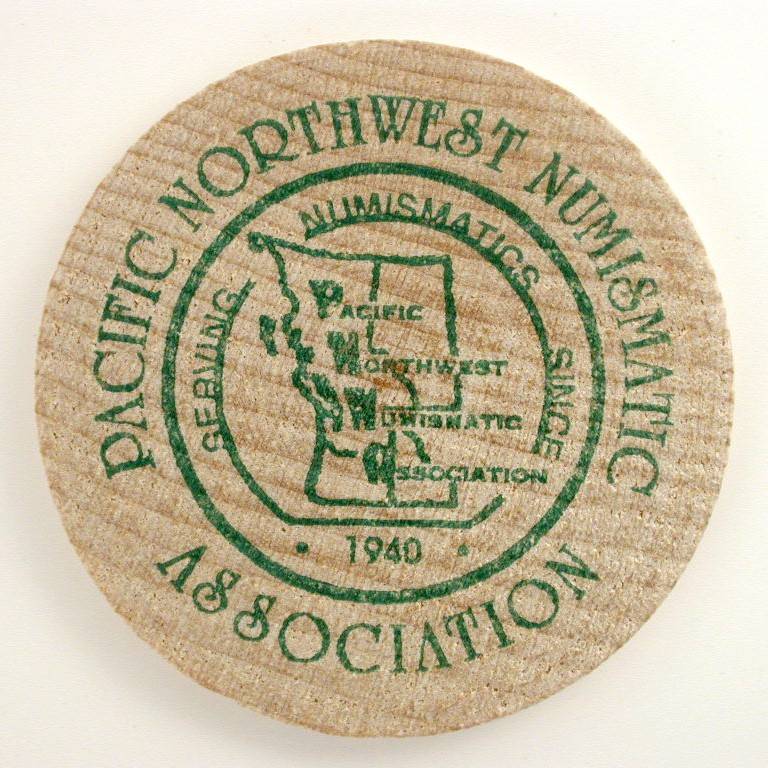 PACIFIC NORTHWEST NUMISMATIC
ASSOCIATION
SERVING NUMISMATICS SINCE
PACIFIC
NORTHWEST
NUMISMATIC
ASSOCIATION
• 1940 •